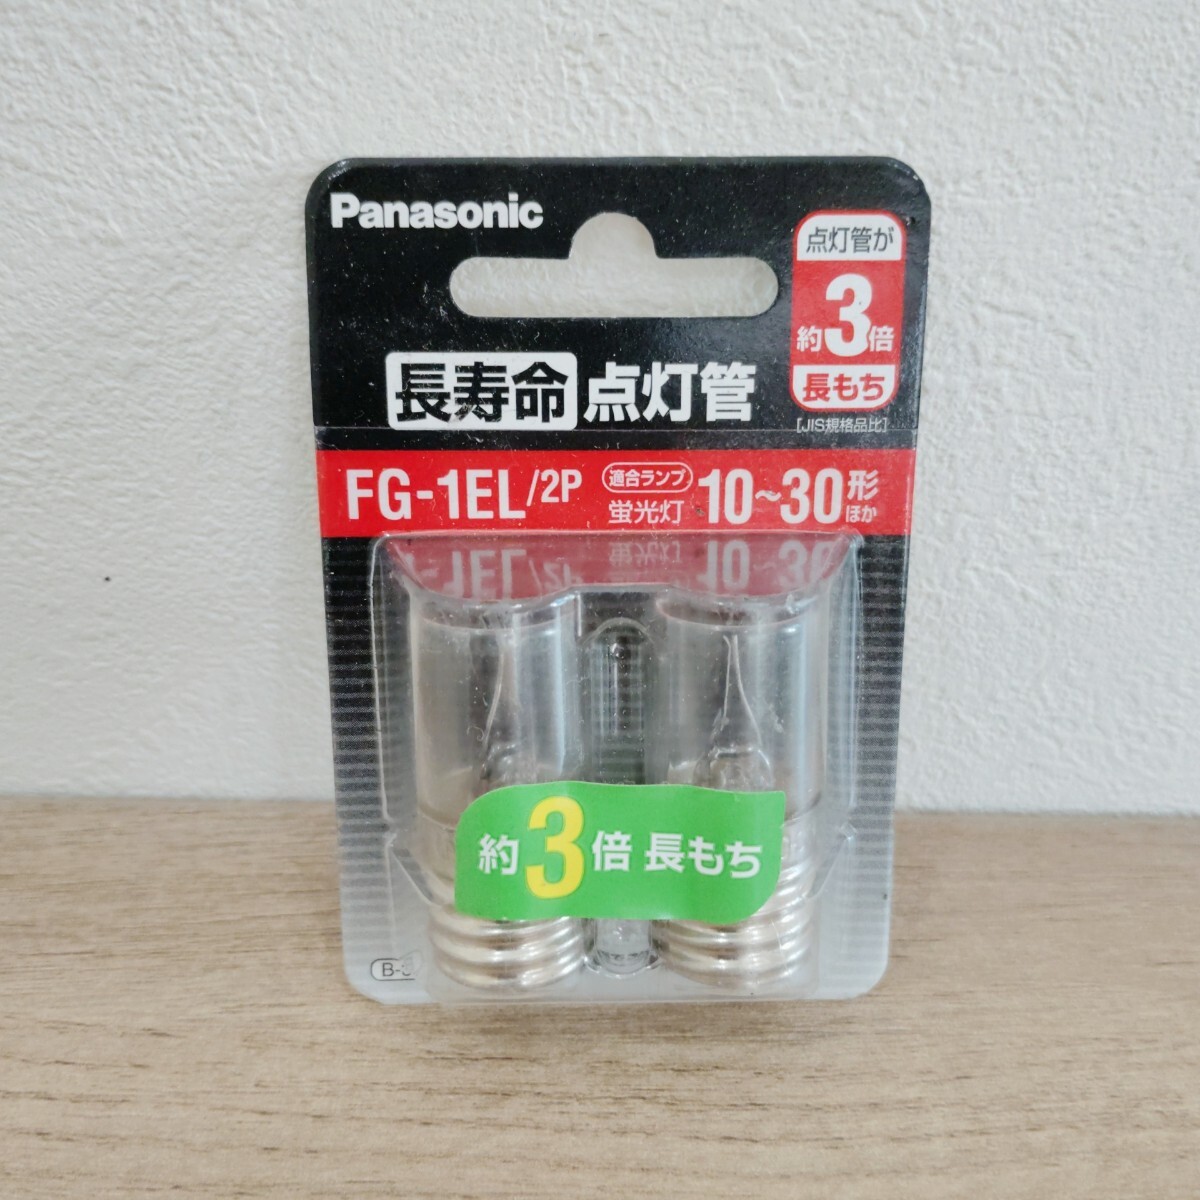 Panasonic
点灯管が
約3倍
長もち
[JIS規格品比]
長寿命 点灯管
FG-1EL/2P
適合ランプ
蛍光灯 10~30形
ほか
約3倍 長もち